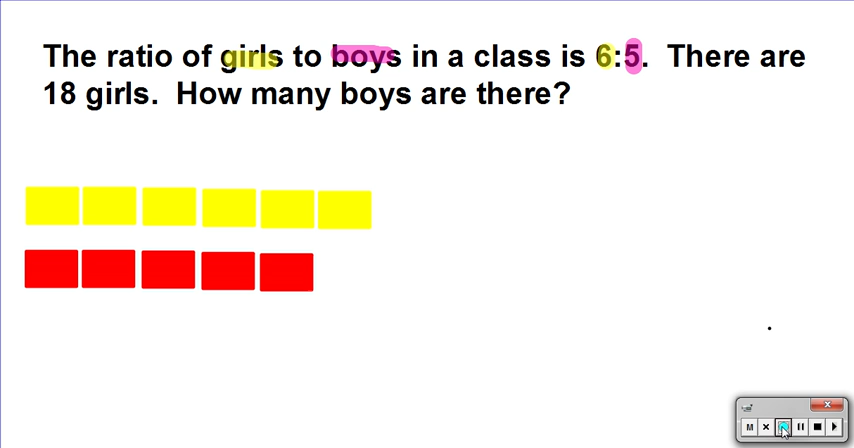 The ratio of girls to boys in a class is 6:5. There are
18 girls. How many boys are there?
M